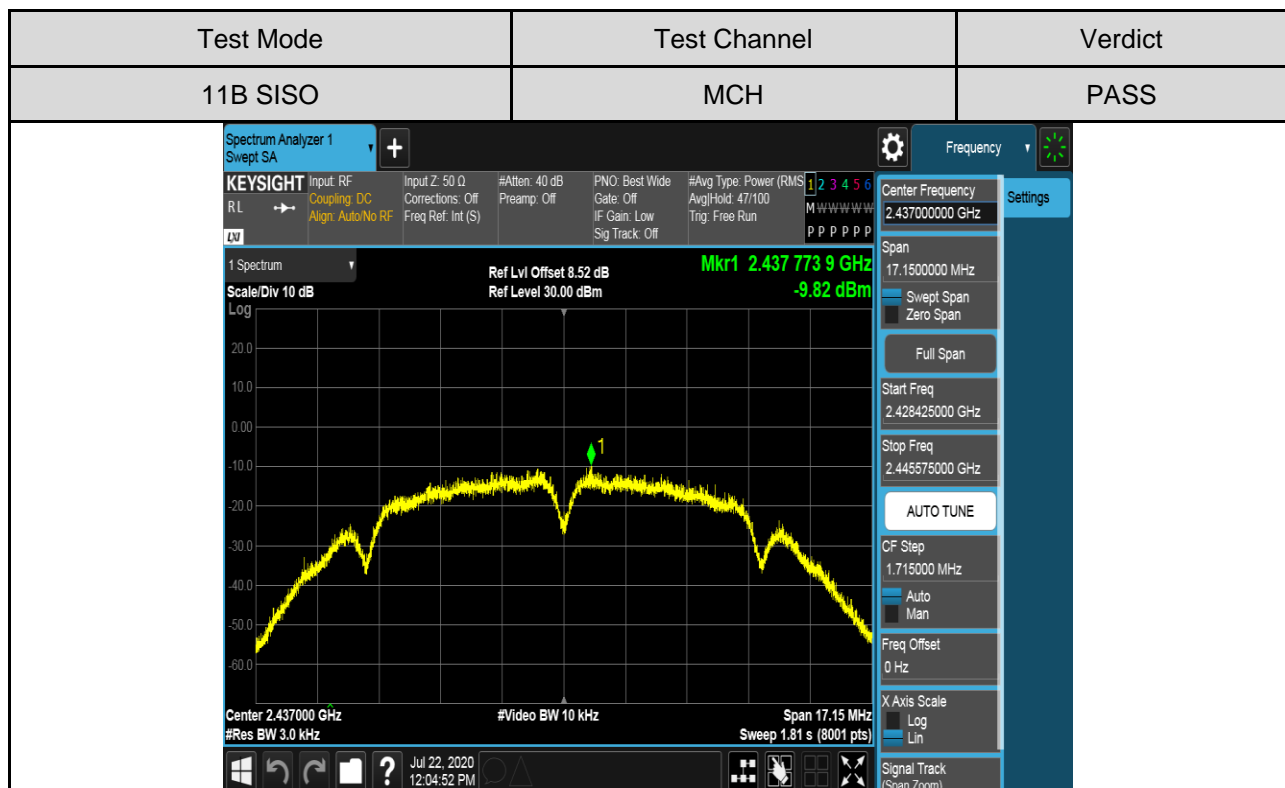 Test Mode Test Channel Verdict
11B SISO MCH PASS
Spectrum Analyzer 1
Swept SA
+
Frequency
KEYSIGHT Input: RF Input Z: 50 Ω #Atten: 40 dB PNO: Best Wide #Avg Type: Power (RMS 1 2 3 4 5 6
RL Coupling: DC Corrections: Off Preamp: Off Gate: Off Avg|Hold: 47/100 M W W W W W
Align: Auto/No RF Freq Ref: Int (S) IF Gain: Low Trig: Free Run
LXI Sig Track: Off P P P P P P
1 Spectrum
Ref Lvl Offset 8.52 dB Mkr1 2.437 773 9 GHz
Scale/Div 10 dB Ref Level 30.00 dBm -9.82 dBm
Log
20.0
10.0
0.00
1
-10.0
-20.0
-30.0
-40.0
-50.0
-60.0
Center 2.437000 GHz #Video BW 10 kHz Span 17.15 MHz
#Res BW 3.0 kHz Sweep 1.81 s (8001 pts)
?
Jul 22, 2020
12:04:52 PM
Center Frequency
2.437000000 GHz
Settings
Span
17.1500000 MHz
Swept Span
Zero Span
Full Span
Start Freq
2.428425000 GHz
Stop Freq
2.445575000 GHz
AUTO TUNE
CF Step
1.715000 MHz
Auto
Man
Freq Offset
0 Hz
X Axis Scale
Log
Lin
Signal Track
(Span Zoom)